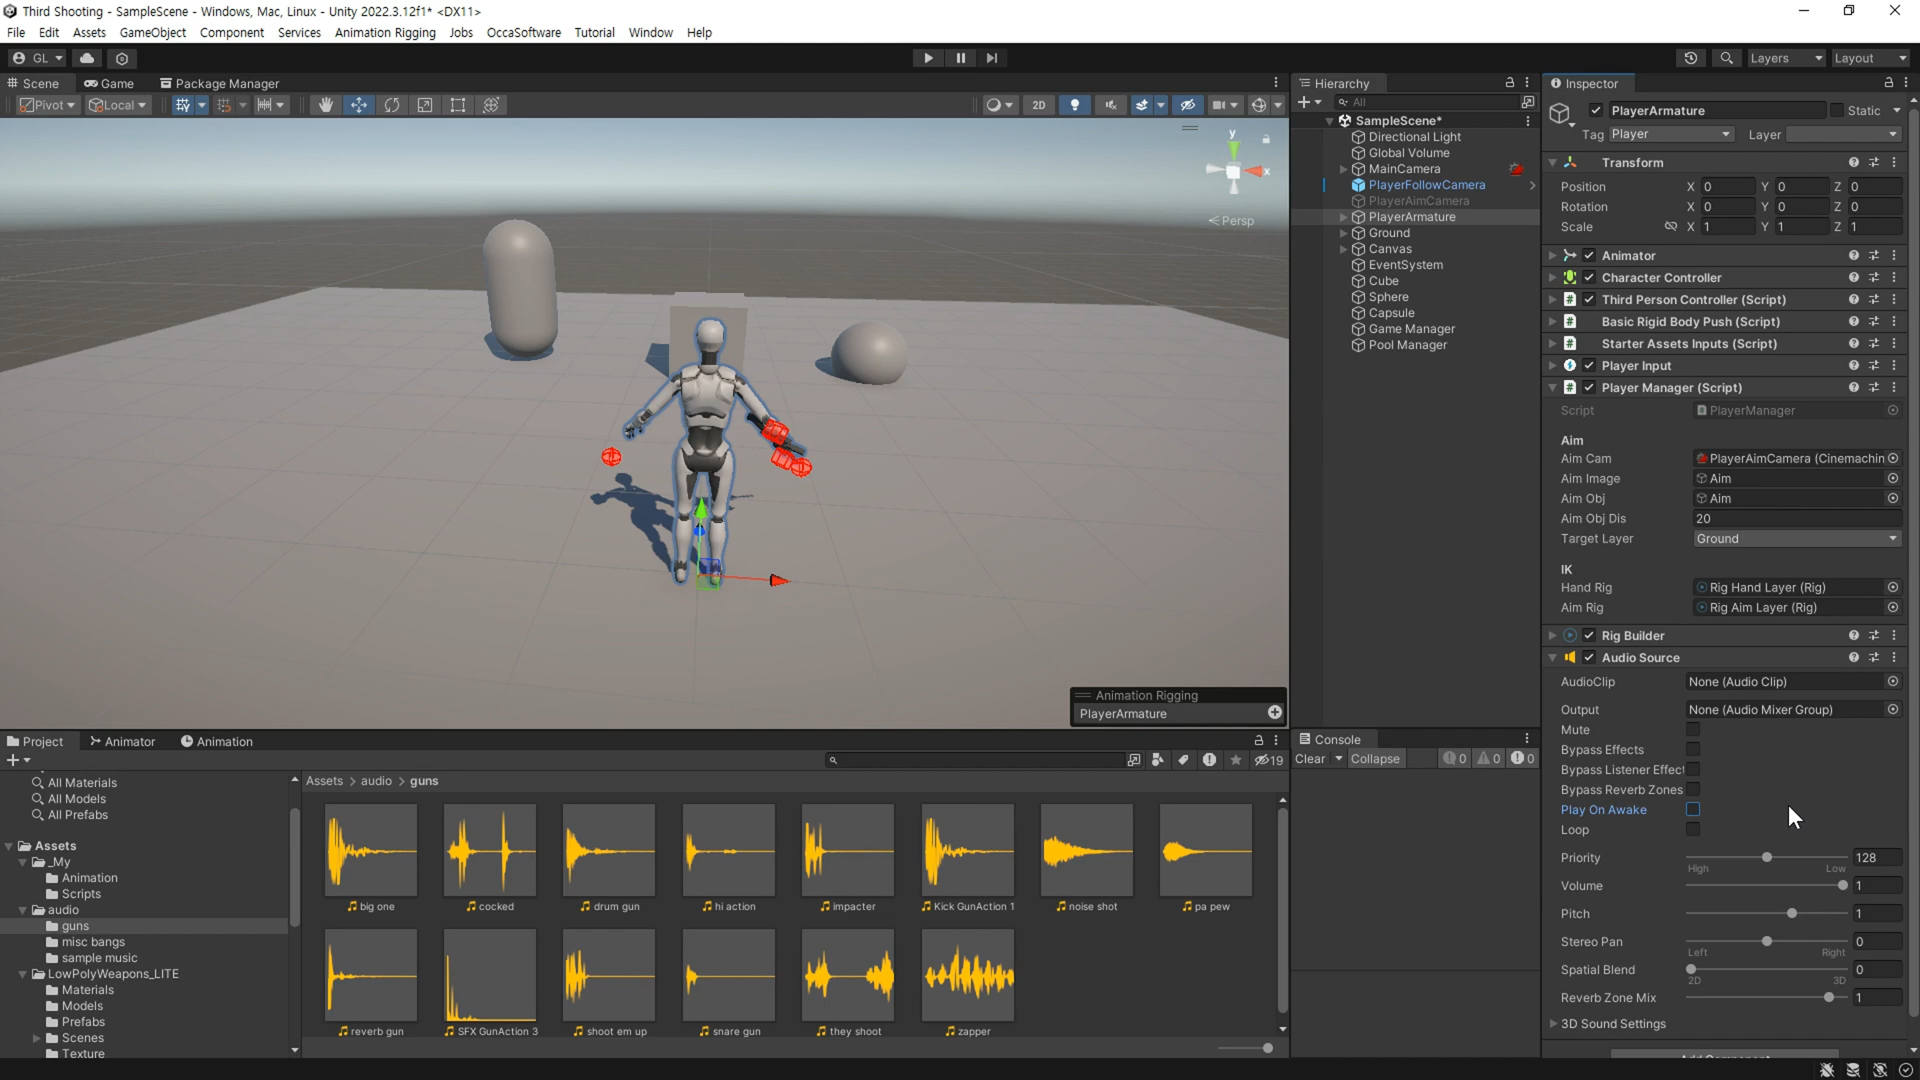 Third Shooting - SampleScene - Windows, Mac, Linux - Unity 2022.3.12f1* <DX11>
File Edit Assets GameObject Component Services Animation Rigging Jobs OccaSoftware Tutorial Window Help
GL Layers Layout
Scene Game Package Manager
Pivot Local 2D
y
x
Persp
Animation Rigging
PlayerArmature
Hierarchy
All
SampleScene*
Directional Light
Global Volume
MainCamera
PlayerFollowCamera
PlayerAimCamera
PlayerArmature
Ground
Canvas
EventSystem
Cube
Sphere
Capsule
Game Manager
Pool Manager
Inspector
PlayerArmature Static
Tag Player Layer
Transform
Position X 0 Y 0 Z 0
Rotation X 0 Y 0 Z 0
Scale X 1 Y 1 Z 1
Animator
Character Controller
Third Person Controller (Script)
Basic Rigid Body Push (Script)
Starter Assets Inputs (Script)
Player Input
Player Manager (Script)
Script PlayerManager
Aim
Aim Cam PlayerAimCamera (Cinemachin
Aim Image Aim
Aim Obj Aim
Aim Obj Dis 20
Target Layer Ground
IK
Hand Rig Rig Hand Layer (Rig)
Aim Rig Rig Aim Layer (Rig)
Rig Builder
Audio Source
AudioClip None (Audio Clip)
Output None (Audio Mixer Group)
Mute
Bypass Effects
Bypass Listener Effect
Bypass Reverb Zones
Play On Awake
Loop
Priority 128
High Low
Volume 1
Pitch 1
Stereo Pan 0
Left Right
Spatial Blend 0
2D 3D
Reverb Zone Mix 1
3D Sound Settings
Project Animator Animation
19
All Materials
All Models
All Prefabs
Assets
_My
Animation
Scripts
audio
guns
misc bangs
sample music
LowPolyWeapons_LITE
Materials
Models
Prefabs
Scenes
Texture
Assets > audio > guns
big one cocked drum gun hi action impacter Kick GunAction 1 noise shot pa pew
reverb gun SFX GunAction 3 shoot em up snare gun they shoot zapper
Console
Clear Collapse 0 0 0